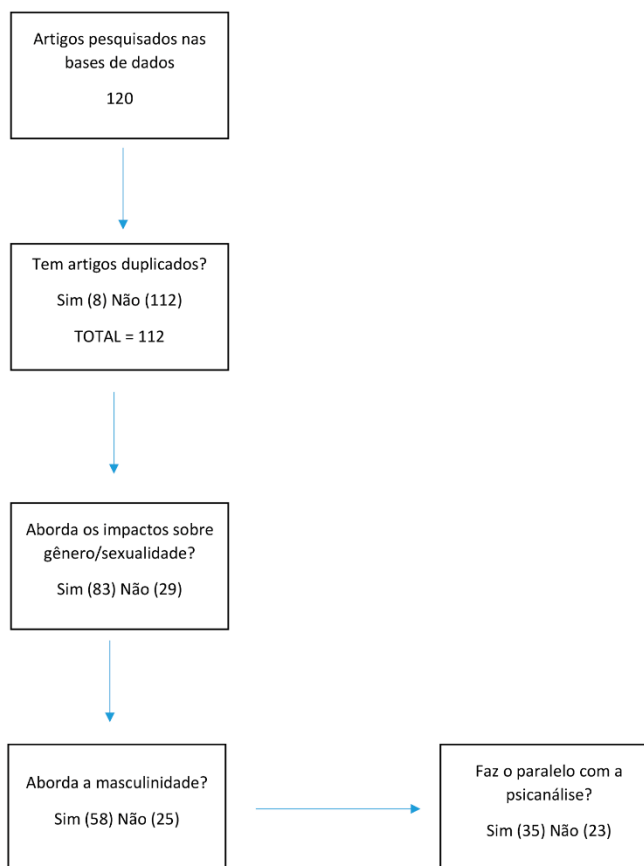 Artigos pesquisados nas
bases de dados
120
Tem artigos duplicados?
Sim (8) Não (112)
TOTAL = 112
Aborda os impactos sobre
gênero/sexualidade?
Sim (83) Não (29)
Aborda a masculinidade?
Sim (58) Não (25)
Faz o paralelo com a
psicanálise?
Sim (35) Não (23)